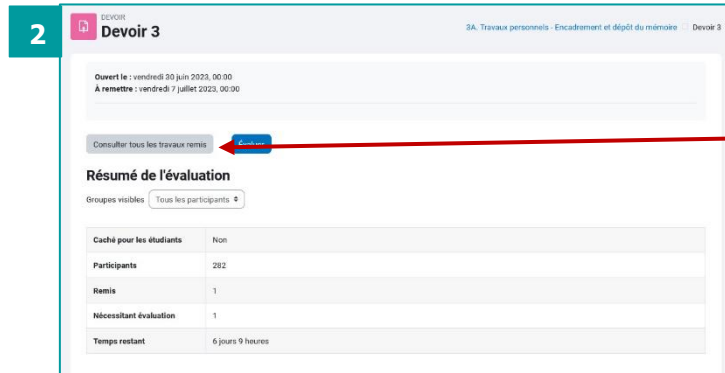 2
DEVOIR
Devoir 3
3A. Travaux personnels - Encadrement et dépôt du mémoire Devoir 3
Ouvert le : vendredi 30 juin 2023, 00:00
À remettre : vendredi 7 juillet 2023, 00:00
Consulter tous les travaux remis Évaluer
Résumé de l'évaluation
Groupes visibles Tous les participants
Caché pour les étudiants Non
Participants 282
Remis 1
Nécessitant évaluation 1
Temps restant 6 jours 9 heures